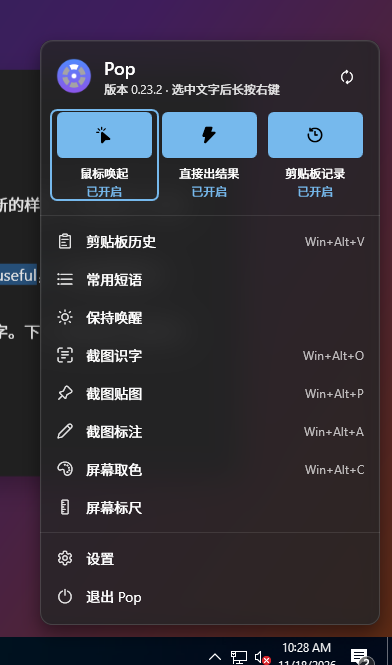 Pop
版本 0.23.2 · 选中文字后长按右键
鼠标唤起
已开启
直接出结果
已开启
剪贴板记录
已开启
新的样
剪贴板历史 Win+Alt+V
useful
常用短语
保持唤醒
字。下
截图识字 Win+Alt+O
截图贴图 Win+Alt+P
截图标注 Win+Alt+A
屏幕取色 Win+Alt+C
屏幕标尺
设置
退出 Pop
10:28 AM
11/18/2026
2